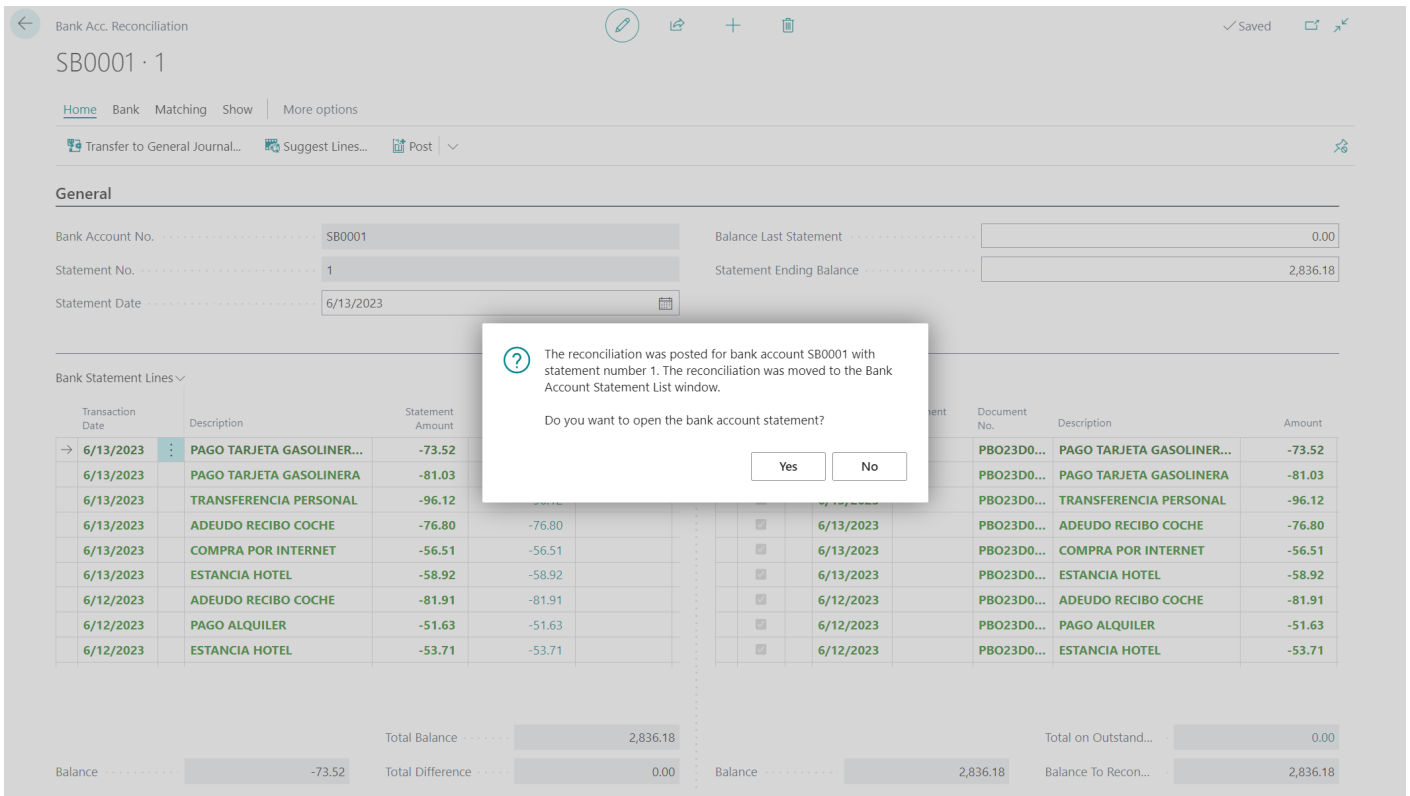 Bank Acc. Reconciliation
Saved
SB0001 · 1
Home Bank Matching Show More options
Transfer to General Journal... Suggest Lines... Post
General
Bank Account No. SB0001 Balance Last Statement 0.00
Statement No. 1 Statement Ending Balance 2,836.18
Statement Date 6/13/2023
The reconciliation was posted for bank account SB0001 with
statement number 1. The reconciliation was moved to the Bank
Account Statement List window.
Do you want to open the bank account statement?
Yes No
Bank Statement Lines
Transaction Date Description Statement Amount Document No. Description Amount
6/13/2023 PAGO TARJETA GASOLINER... -73.52 PBO23D0... PAGO TARJETA GASOLINER... -73.52
6/13/2023 PAGO TARJETA GASOLINERA -81.03 PBO23D0... PAGO TARJETA GASOLINERA -81.03
6/13/2023 TRANSFERENCIA PERSONAL -96.12 PBO23D0... TRANSFERENCIA PERSONAL -96.12
6/13/2023 ADEUDO RECIBO COCHE -76.80 -76.80 6/13/2023 PBO23D0... ADEUDO RECIBO COCHE -76.80
6/13/2023 COMPRA POR INTERNET -56.51 -56.51 6/13/2023 PBO23D0... COMPRA POR INTERNET -56.51
6/13/2023 ESTANCIA HOTEL -58.92 -58.92 6/13/2023 PBO23D0... ESTANCIA HOTEL -58.92
6/12/2023 ADEUDO RECIBO COCHE -81.91 -81.91 6/12/2023 PBO23D0... ADEUDO RECIBO COCHE -81.91
6/12/2023 PAGO ALQUILER -51.63 -51.63 6/12/2023 PBO23D0... PAGO ALQUILER -51.63
6/12/2023 ESTANCIA HOTEL -53.71 -53.71 6/12/2023 PBO23D0... ESTANCIA HOTEL -53.71
Total Balance 2,836.18 Total on Outstand... 0.00
Balance -73.52 Total Difference 0.00 Balance 2,836.18 Balance To Recon... 2,836.18